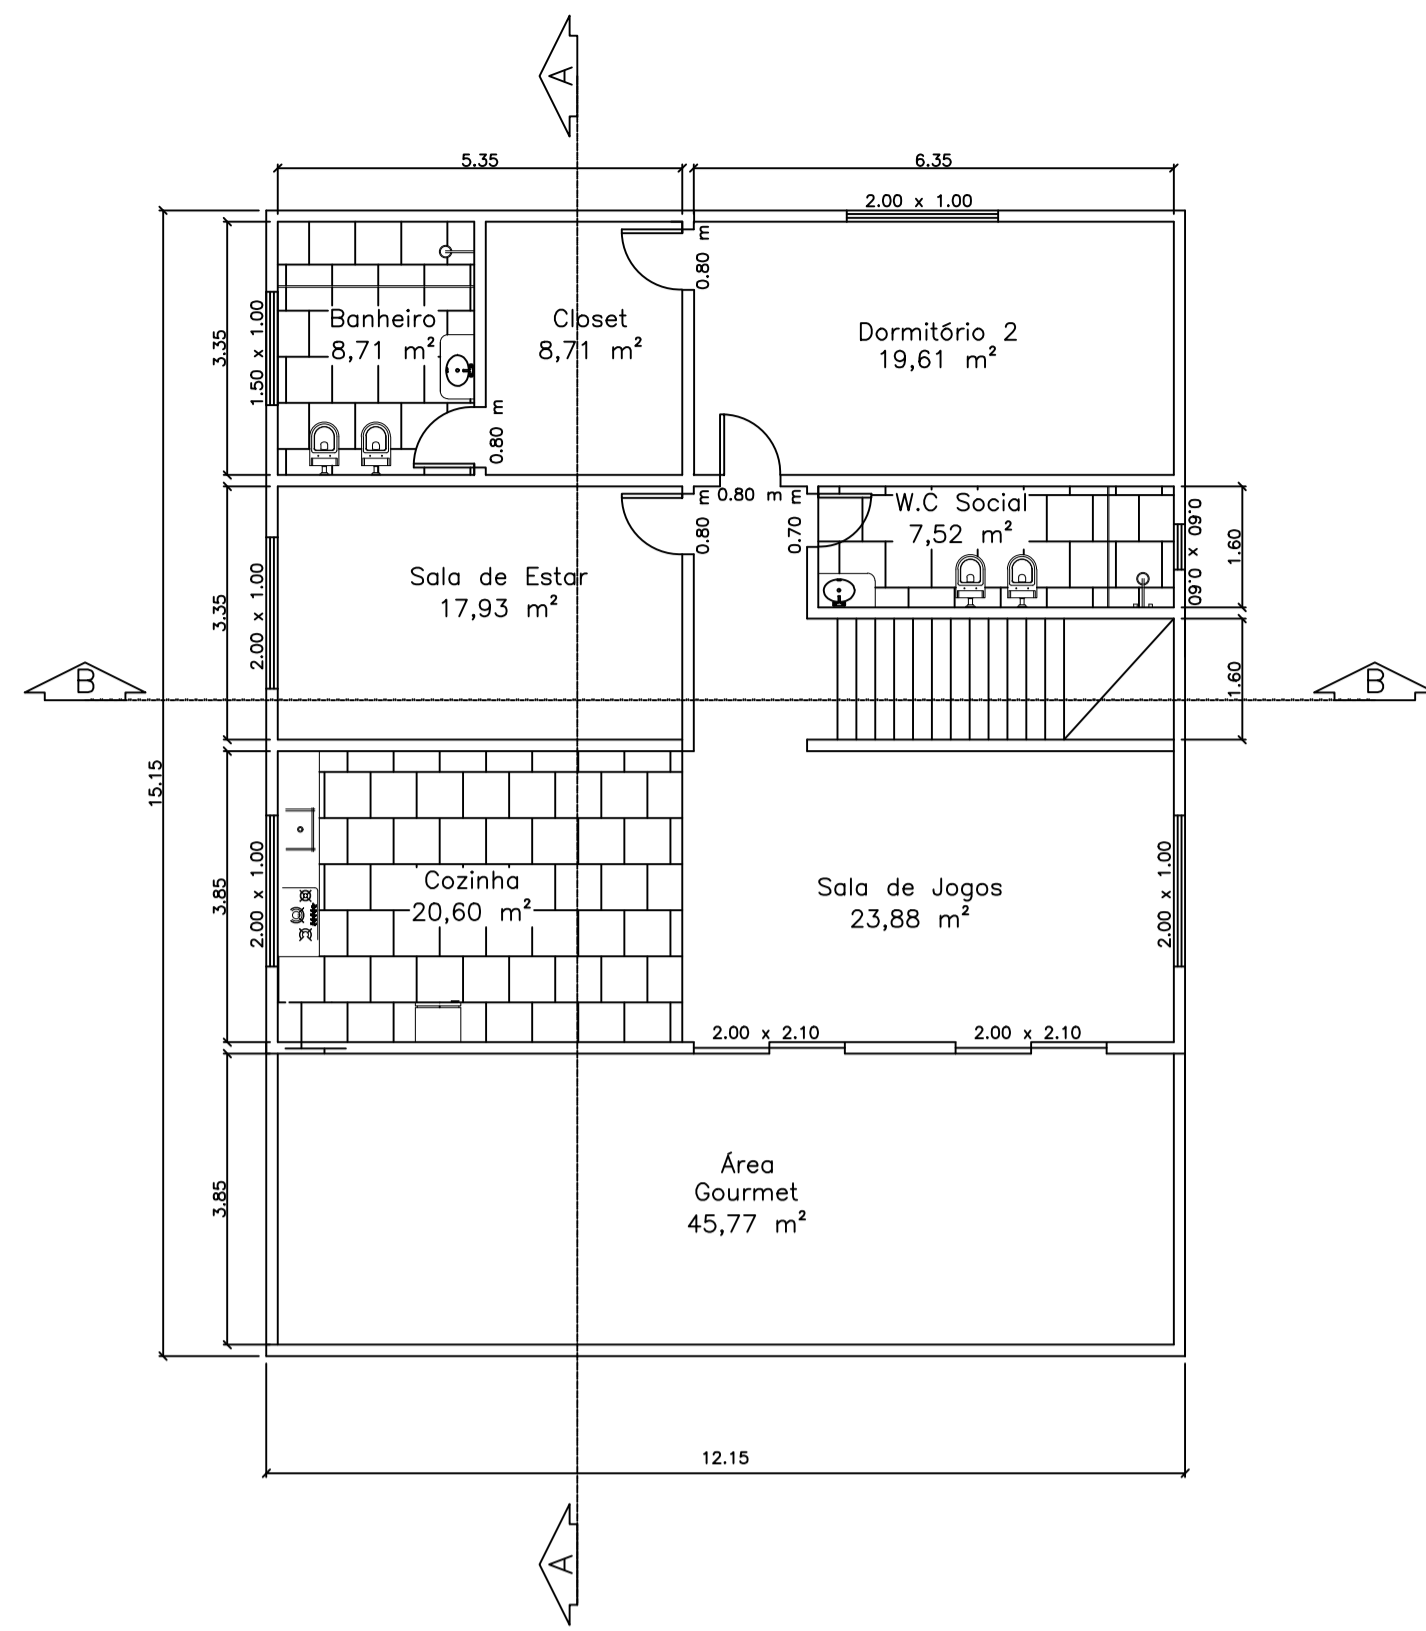 A
5.35
6.35
2.00 x 1.00
0.80 m
3.35
1.50 x 1.00
Banheiro
8,71 m²
Closet
8,71 m²
Dormitório 2
19,61 m²
0.80 m
0.80 m
0.80 m
0.70 m
W.C Social
7,52 m²
0.60 x 0.60
1.60
3.35
2.00 x 1.00
Sala de Estar
17,93 m²
B
1.60
B
15.15
3.85
2.00 x 1.00
Cozinha
20,60 m²
Sala de Jogos
23,88 m²
2.00 x 1.00
2.00 x 2.10
2.00 x 2.10
3.85
Área
Gourmet
45,77 m²
12.15
A